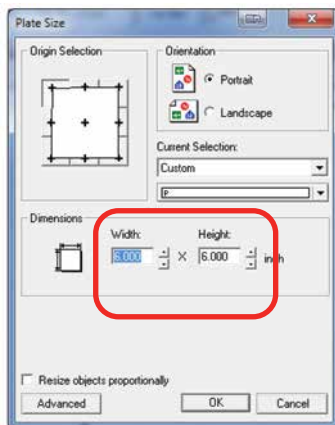 Plate Size
Origin Selection
Orientation
Portrait
Landscape
Current Selection:
Custom
P
Dimensions
Width:
Height:
6.000
X
6.000
inch
Resize objects proportionally
Advanced
OK
Cancel